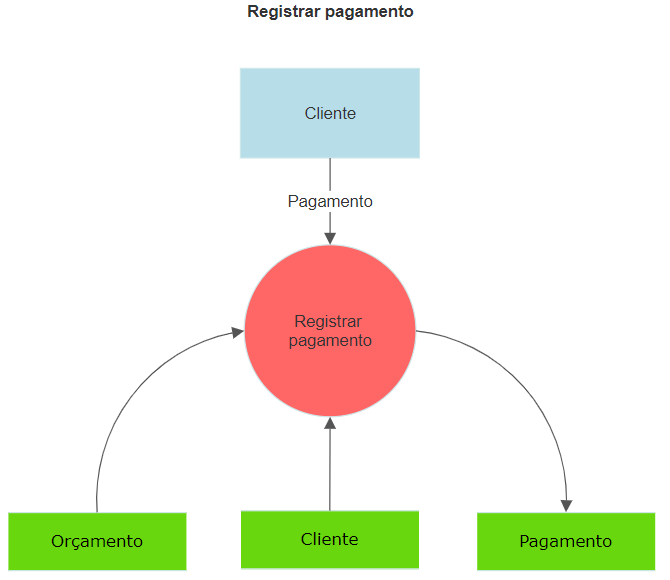 Registrar pagamento
Cliente
Pagamento
Registrar
pagamento
Orçamento
Cliente
Pagamento